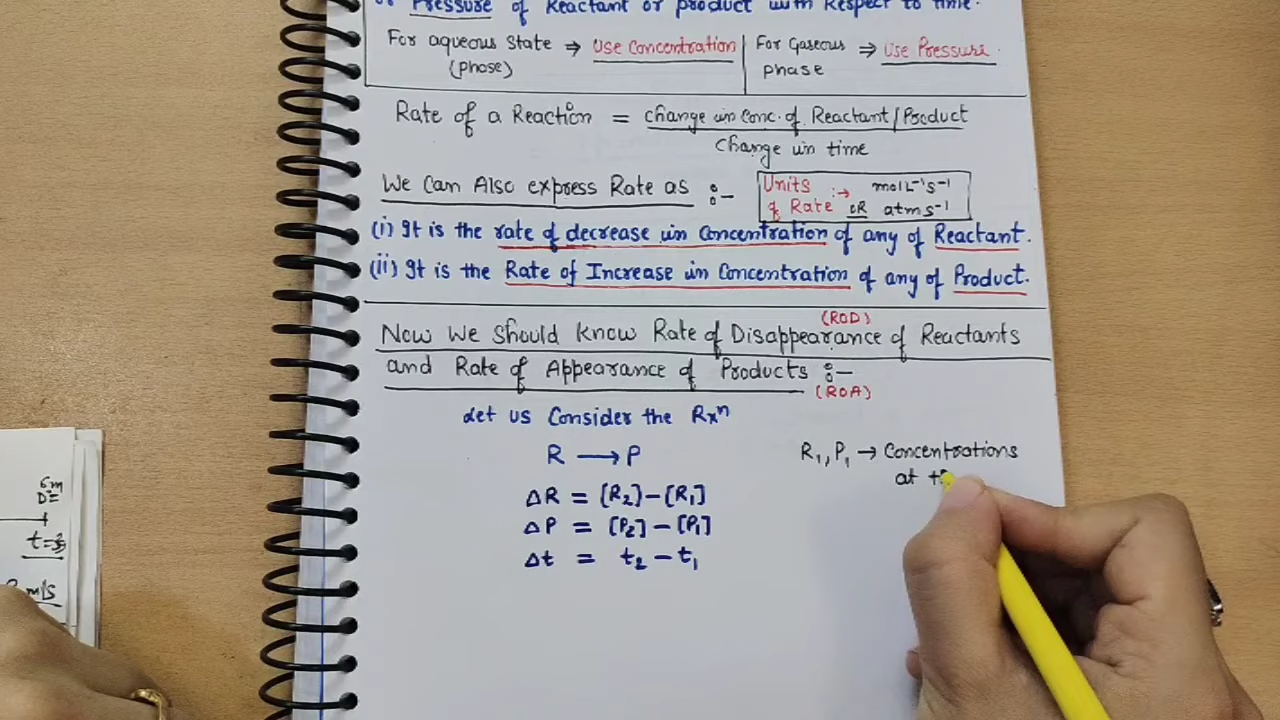 Pressure of Reactant or product with Respect to time.
For aqueous state ⇒ Use Concentration
(phase)
For Gaseous ⇒ Use Pressure.
phase
Rate of a Reaction = change in conc. of Reactant/Product
Change in time
We Can Also express Rate as :-
Units of Rate :→ mol L⁻¹s⁻¹
OR atm s⁻¹
(i) It is the rate of decrease in Concentration of any of Reactant.
(ii) It is the Rate of Increase in Concentration of any of Product.
(ROD)
Now We Should Know Rate of Disappearance of Reactants
and Rate of Appearance of Products :-
(ROA)
Let us Consider the Rxⁿ
R → P
ΔR = [R₂]-[R₁]
ΔP = [P₂]-[P₁]
Δt = t₂-t₁
R₁, P₁ → Concentrations
at
6m
t=3s
m/s